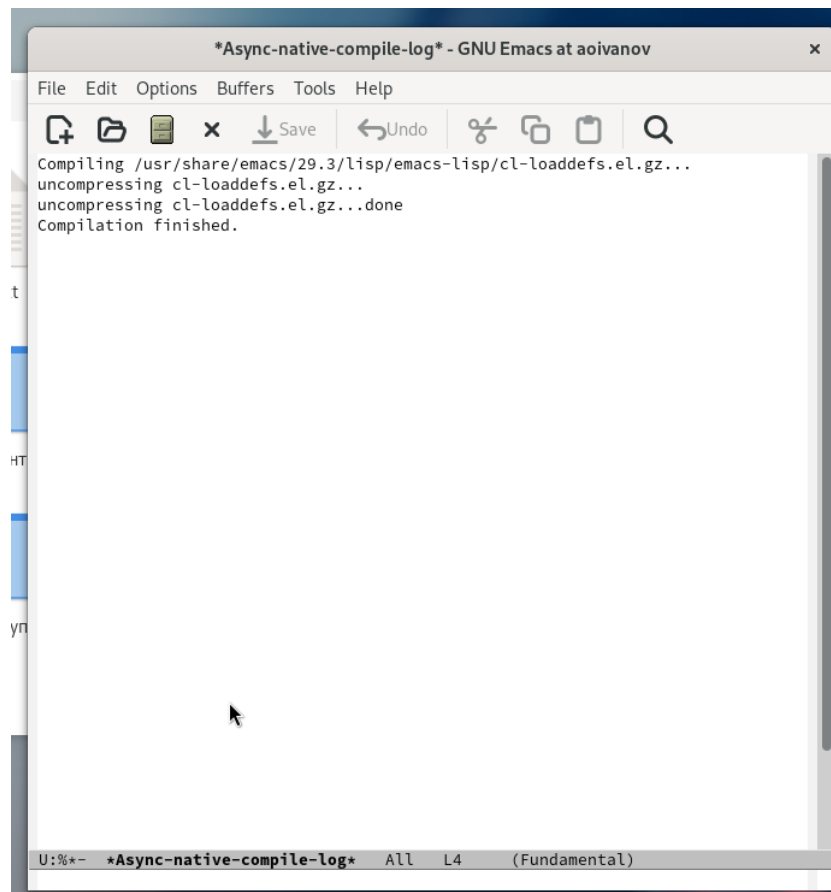 *Async-native-compile-log* - GNU Emacs at aoivanov
File Edit Options Buffers Tools Help
Save Undo
Compiling /usr/share/emacs/29.3/lisp/emacs-lisp/cl-loaddefs.el.gz...
uncompressing cl-loaddefs.el.gz...
uncompressing cl-loaddefs.el.gz...done
Compilation finished.
U:%*- *Async-native-compile-log* All L4 (Fundamental)